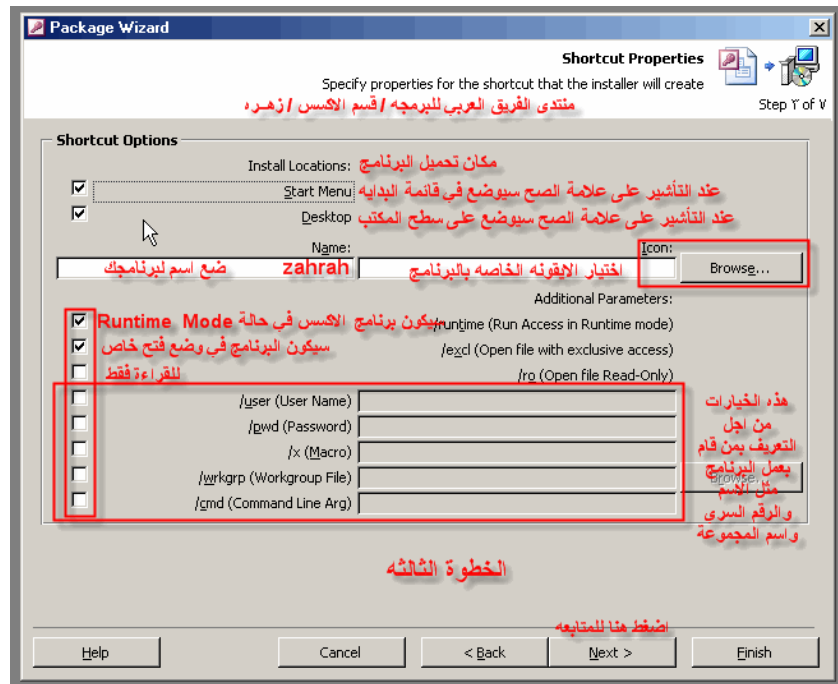 Package Wizard
Shortcut Properties
Specify properties for the shortcut that the installer will create
منتدى الفريق العربي للبرمجه / قسم الاكسس / زهـره
Step ٣ of ٧
Shortcut Options
Install Locations: مكان تحميل البرنامج
Start Menu عند التأشير على علامة الصح سيوضع في قائمة البدايه
Desktop عند التأشير على علامة الصح سيوضع على سطح المكتب
Name:
Icon:
ضع اسم لبرنامجك zahrah
اختيار الايقونه الخاصه بالبرنامج
Browse...
Additional Parameters:
/runtime (Run Access in Runtime mode)
سيكون برنامج الاكسس في حالة Runtime Mode
/excl (Open file with exclusive access)
سيكون البرنامج في وضع فتح خاص
/ro (Open file Read-Only)
للقراءة فقط
/user (User Name)
/pwd (Password)
/x (Macro)
/wrkgrp (Workgroup File)
Browse...
/cmd (Command Line Arg)
هذه الخيارات
من اجل
التعريف بمن قام
بعمل البرنامج
مثل الاسم
والرقم السرى
واسم المجموعة
الخطوة الثالثه
اضغط هنا للمتابعه
Help
Cancel
< Back
Next >
Finish